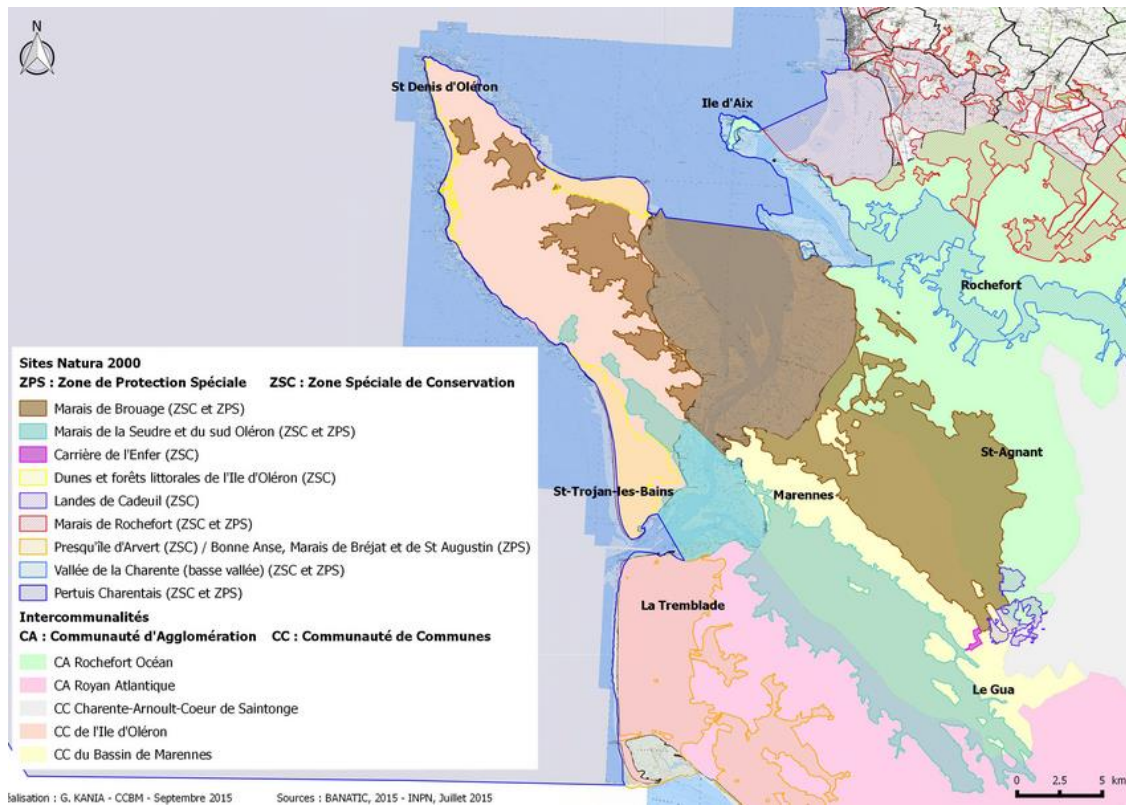 N
St Denis d'Oléron
Ile d'Aix
Rochefort
St-Agnant
Marennes
St-Trojan-les-Bains
La Tremblade
Le Gua
Sites Natura 2000
ZPS : Zone de Protection Spéciale ZSC : Zone Spéciale de Conservation
Marais de Brouage (ZSC et ZPS)
Marais de la Seudre et du sud Oléron (ZSC et ZPS)
Carrière de l'Enfer (ZSC)
Dunes et forêts littorales de l'Ile d'Oléron (ZSC)
Landes de Cadeuil (ZSC)
Marais de Rochefort (ZSC et ZPS)
Presqu'île d'Arvert (ZSC) / Bonne Anse, Marais de Bréjat et de St Augustin (ZPS)
Vallée de la Charente (basse vallée) (ZSC et ZPS)
Pertuis Charentais (ZSC et ZPS)
Intercommunalités
CA : Communauté d'Agglomération CC : Communauté de Communes
CA Rochefort Océan
CA Royan Atlantique
CC Charente-Arnoult-Coeur de Saintonge
CC de l'Ile d'Oléron
CC du Bassin de Marennes
0 2.5 5 km
alisation : G. KANIA - CCBM - Septembre 2015 Sources : BANATIC, 2015 - INPN, Juillet 2015